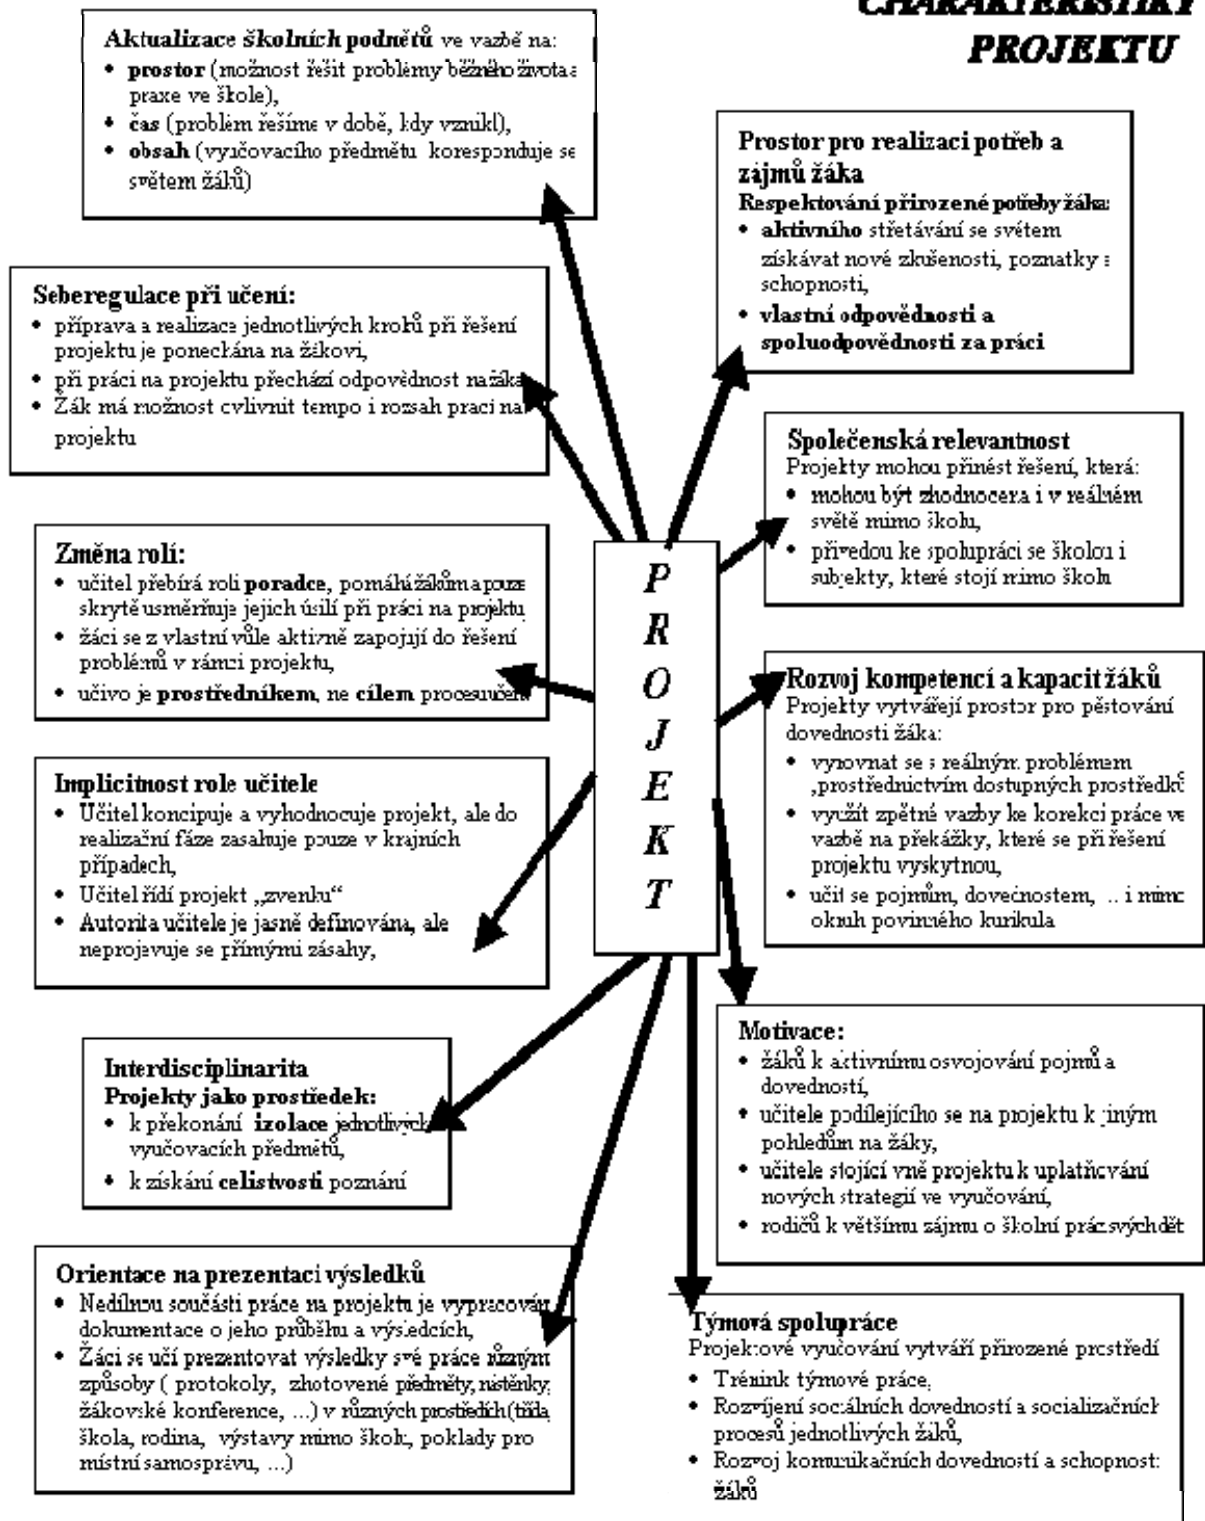 CHARAKTERISTIKY
PROJEKTU
Aktualizace školních podnětů ve vazbě na:
• prostor (možnost řešit problémy běžného života a
praxe ve škole),
• čas (problém řešíme v době, kdy vznikl),
• obsah (vyučovacího předmětu koresponduje se
světem žáků)
Prostor pro realizaci potřeb a
zájmů žáka
Respektování přirozené potřeby žáka:
• aktivního střetávání se světem
získávat nové zkušenosti, poznatky a
schopnosti,
• vlastní odpovědnosti a
spoluodpovědnosti za práci
Seberegulace při učení:
• příprava a realizace jednotlivých kroků při řešení
projektu je ponechána na žákovi,
• při práci na projektu přechází odpovědnost na žáka
• Žák má možnost ovlivnit tempo i rozsah prací na
projektu
Společenská relevantnost
Projekty mohou přinést řešení, která:
• mohou být zhodnocena i v reálném
světě mimo školu,
• přivedou ke spolupráci se školou i
subjekty, které stojí mimo školu
Změna rolí:
• učitel přebírá roli poradce, pomáhá žákům a pouze
skrytě usměrňuje jejich úsilí při práci na projektu
• žáci se z vlastní vůle aktivně zapojují do řešení
problémů v rámci projektu,
• učivo je prostředníkem, ne cílem procesu učení
P
R
O
J
E
K
T
Rozvoj kompetencí a kapacit žáků
Projekty vytvářejí prostor pro pěstování
dovednosti žáka:
• vyrovnat se s reálným problémem
,prostřednictvím dostupných prostředků
• využít zpětné vazby ke korekci práce ve
vazbě na překážky, které se při řešení
projektu vyskytnou,
• učit se pojmům, dovednostem, ... i mimo
okruh povinného kurikula
Implicitnost role učitele
• Učitel koncipuje a vyhodnocuje projekt, ale do
realizační fáze zasahuje pouze v krajních
případech,
• Učitel řídí projekt „zvenku“
• Autorita učitele je jasně definována, ale
neprojevuje se přímými zásahy,
Motivace:
• žáků k aktivnímu osvojování pojmů a
dovedností,
• učitele podílejícího se na projektu k jiným
pohledům na žáky,
• učitele stojící vně projektu k uplatňování
nových strategií ve vyučování,
• rodičů k většímu zájmu o školní práci svých dět
Interdisciplinarita
Projekty jako prostředek:
• k překonání izolace jednotlivých
vyučovacích předmětů,
• k získání celistvosti poznání
Orientace na prezentaci výsledků
• Nedílnou součástí práce na projektu je vypracován
dokumentace o jeho průběhu a výsledcích,
• Žáci se učí prezentovat výsledky své práce různým
způsoby ( protokoly, zhotovené předměty, nástěnky,
žákovské konference, ...) v různých prostředích (třída,
škola, rodina, výstavy mimo školu, poklady pro
místní samosprávu, ...)
Týmová spolupráce
Projektové vyučování vytváří přirozené prostředí
• Trénink týmové práce,
• Rozvíjení sociálních dovedností a socializačních
procesů jednotlivých žáků,
• Rozvoj komunikačních dovedností a schopností
žáků